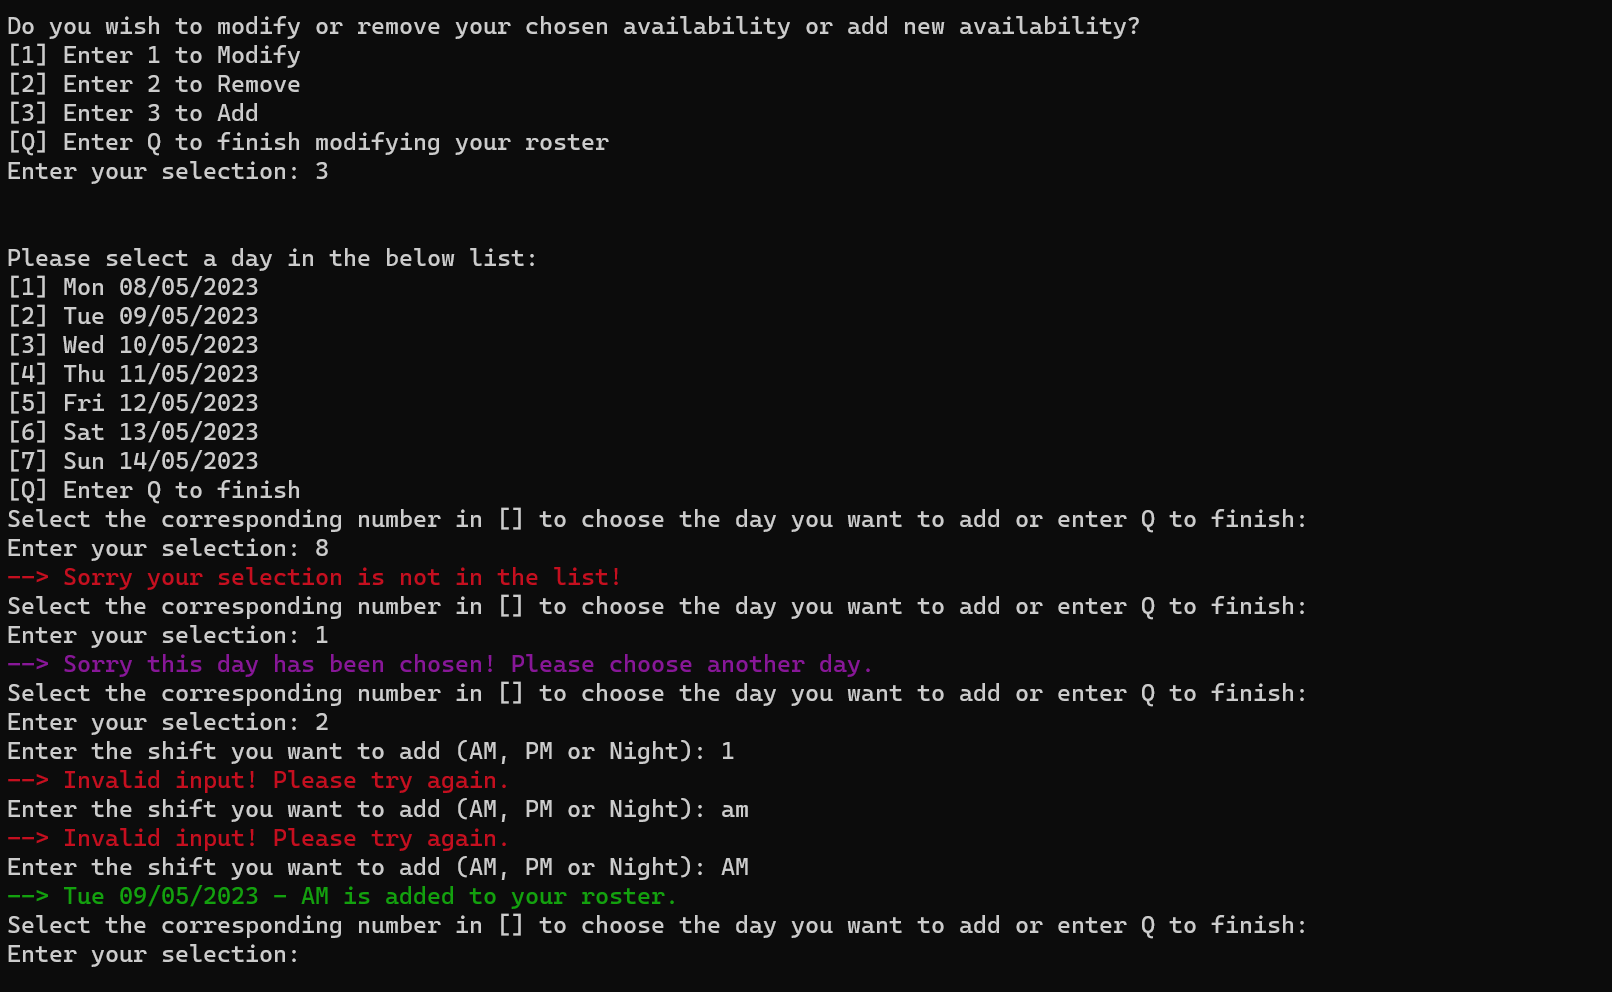 Do you wish to modify or remove your chosen availability or add new availability?
[1] Enter 1 to Modify
[2] Enter 2 to Remove
[3] Enter 3 to Add
[Q] Enter Q to finish modifying your roster
Enter your selection: 3
Please select a day in the below list:
[1] Mon 08/05/2023
[2] Tue 09/05/2023
[3] Wed 10/05/2023
[4] Thu 11/05/2023
[5] Fri 12/05/2023
[6] Sat 13/05/2023
[7] Sun 14/05/2023
[Q] Enter Q to finish
Select the corresponding number in [] to choose the day you want to add or enter Q to finish:
Enter your selection: 8
--> Sorry your selection is not in the list!
Select the corresponding number in [] to choose the day you want to add or enter Q to finish:
Enter your selection: 1
--> Sorry this day has been chosen! Please choose another day.
Select the corresponding number in [] to choose the day you want to add or enter Q to finish:
Enter your selection: 2
Enter the shift you want to add (AM, PM or Night): 1
--> Invalid input! Please try again.
Enter the shift you want to add (AM, PM or Night): am
--> Invalid input! Please try again.
Enter the shift you want to add (AM, PM or Night): AM
--> Tue 09/05/2023 - AM is added to your roster.
Select the corresponding number in [] to choose the day you want to add or enter Q to finish:
Enter your selection: